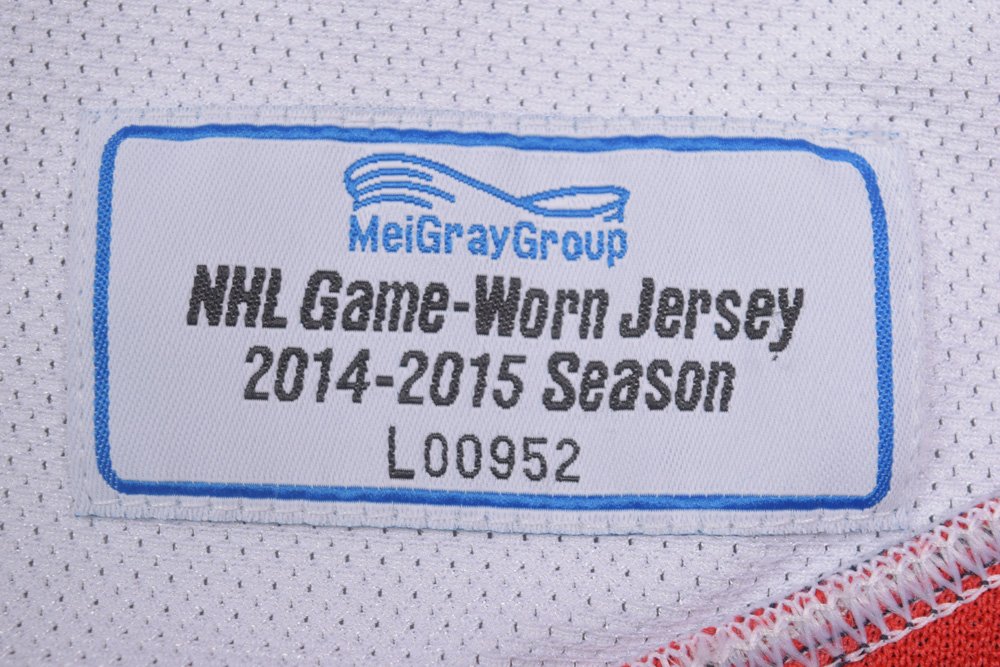 MeiGrayGroup
NHL Game-Worn Jersey
2014-2015 Season
L00952